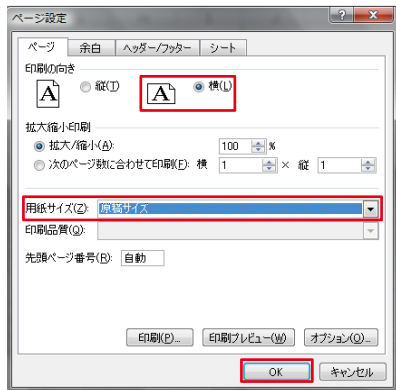 ページ設定
ページ 余白 ヘッダー/フッター シート
印刷の向き
A 縦(T) A 横(L)
拡大縮小印刷
拡大/縮小(A): 100 %
次のページ数に合わせて印刷(F): 横 1 × 縦 1
用紙サイズ(Z): 原稿サイズ
印刷品質(Q):
先頭ページ番号(R): 自動
印刷(P)... 印刷プレビュー(W) オプション(O)...
OK キャンセル